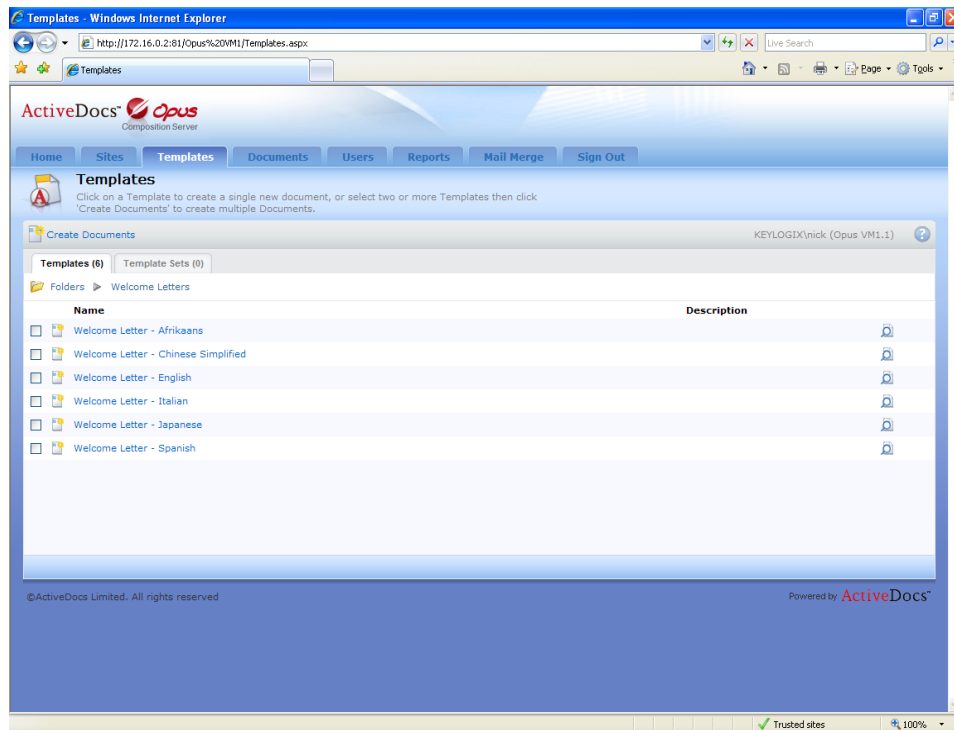 Templates - Windows Internet Explorer
http://172.16.0.2:81/Opus%20VM1/Templates.aspx
Live Search
Templates
Page
Tools
ActiveDocs™ Opus
Composition Server
Home Sites Templates Documents Users Reports Mail Merge Sign Out
Templates
Click on a Template to create a single new document, or select two or more Templates then click
'Create Documents' to create multiple Documents.
Create Documents
KEYLOGIX\nick (Opus VM1.1)
Templates (6) Template Sets (0)
Folders Welcome Letters
Name Description
Welcome Letter - Afrikaans
Welcome Letter - Chinese Simplified
Welcome Letter - English
Welcome Letter - Italian
Welcome Letter - Japanese
Welcome Letter - Spanish
©ActiveDocs Limited. All rights reserved
Powered by ActiveDocs™
Trusted sites
100%